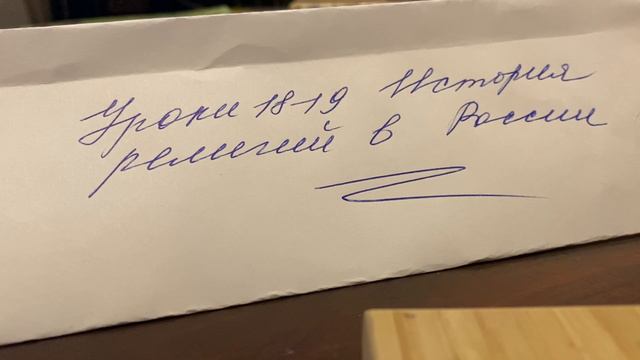 Уроки 18-19 История
религий в России